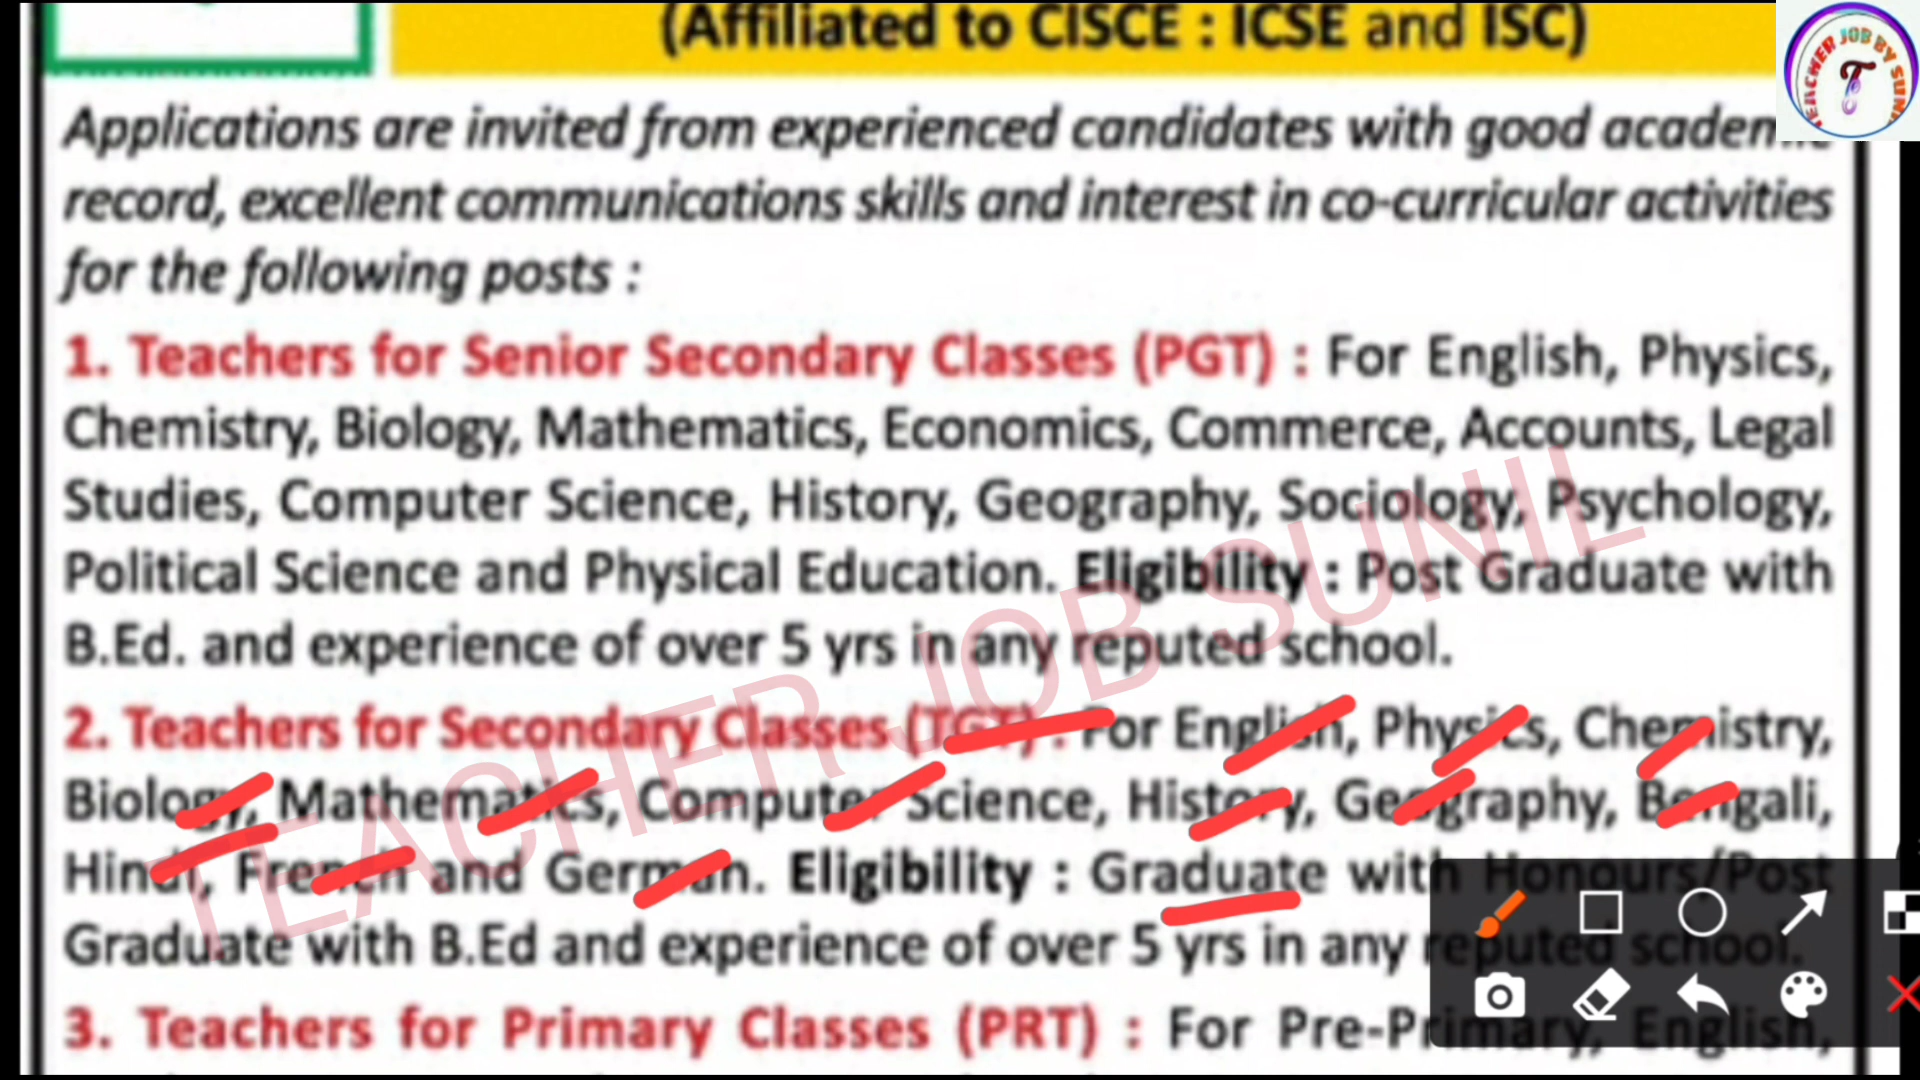 (Affiliated to CISCE : ICSE and ISC)
TEACHER JOB BY SUNIL
Applications are invited from experienced candidates with good academic
record, excellent communications skills and interest in co-curricular activities
for the following posts :
1. Teachers for Senior Secondary Classes (PGT) : For English, Physics,
Chemistry, Biology, Mathematics, Economics, Commerce, Accounts, Legal
Studies, Computer Science, History, Geography, Sociology, Psychology,
Political Science and Physical Education. Eligibility : Post Graduate with
B.Ed. and experience of over 5 yrs in any reputed school.
2. Teachers for Secondary Classes (TGT) : For English, Physics, Chemistry,
Biology, Mathematics, Computer Science, History, Geography, Bengali,
Hindi, French and German. Eligibility : Graduate with Honours/Post
Graduate with B.Ed and experience of over 5 yrs in any reputed school.
3. Teachers for Primary Classes (PRT) : For Pre-Primary, English,
TEACHER JOB SUNIL